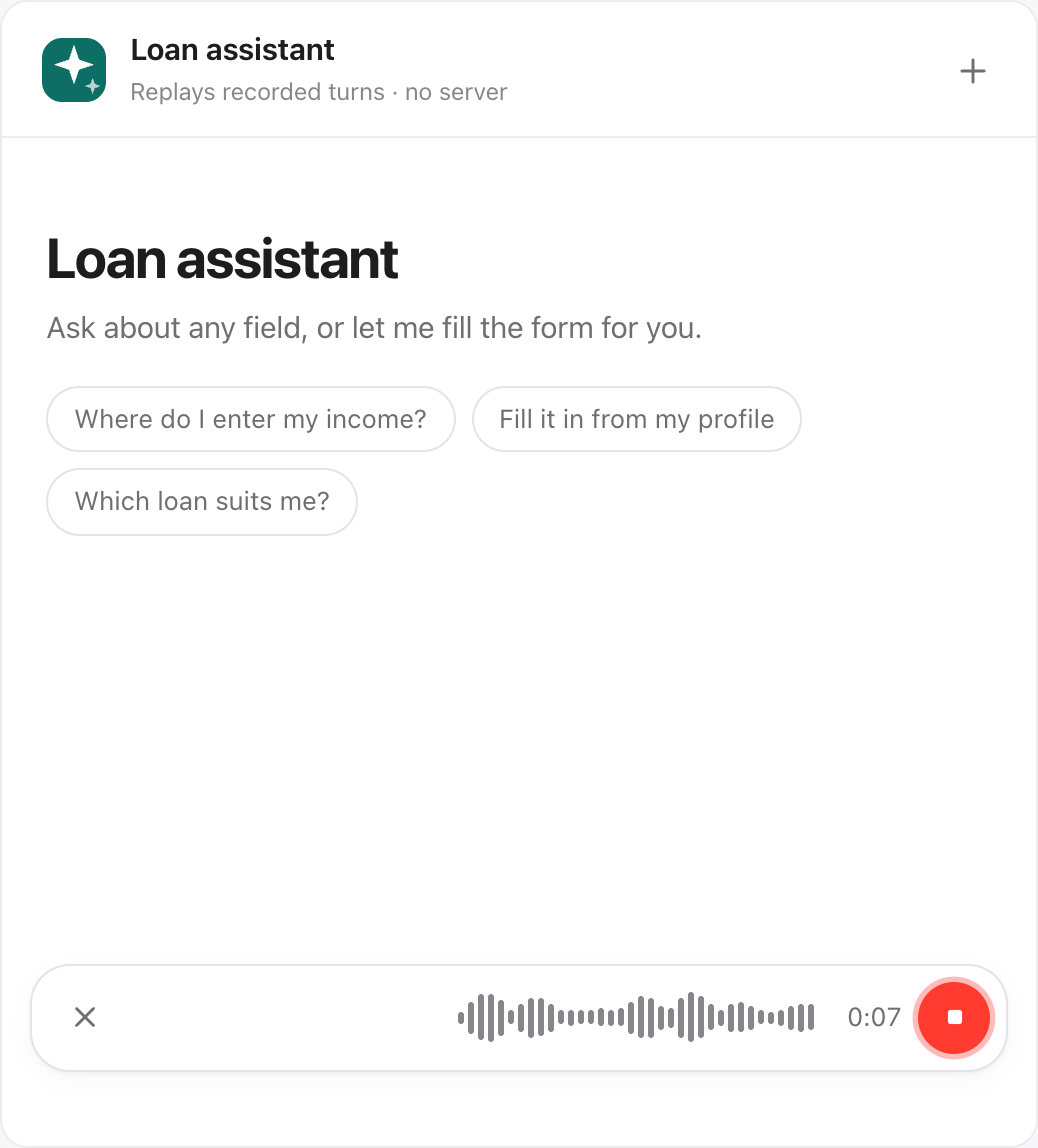 Loan assistant
Replays recorded turns · no server
Loan assistant
Ask about any field, or let me fill the form for you.
Where do I enter my income?
Fill it in from my profile
Which loan suits me?
0:07